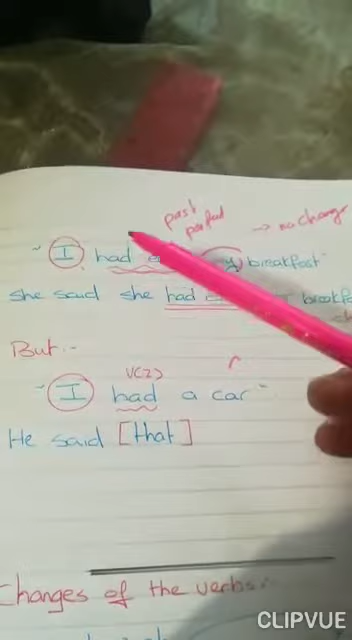 past
perfect → no change
"I had my breakfast"
she said she had
But:-
V(2)
"I had a car"
He said [that]
Changes of the verbs:-
CLIPVUE